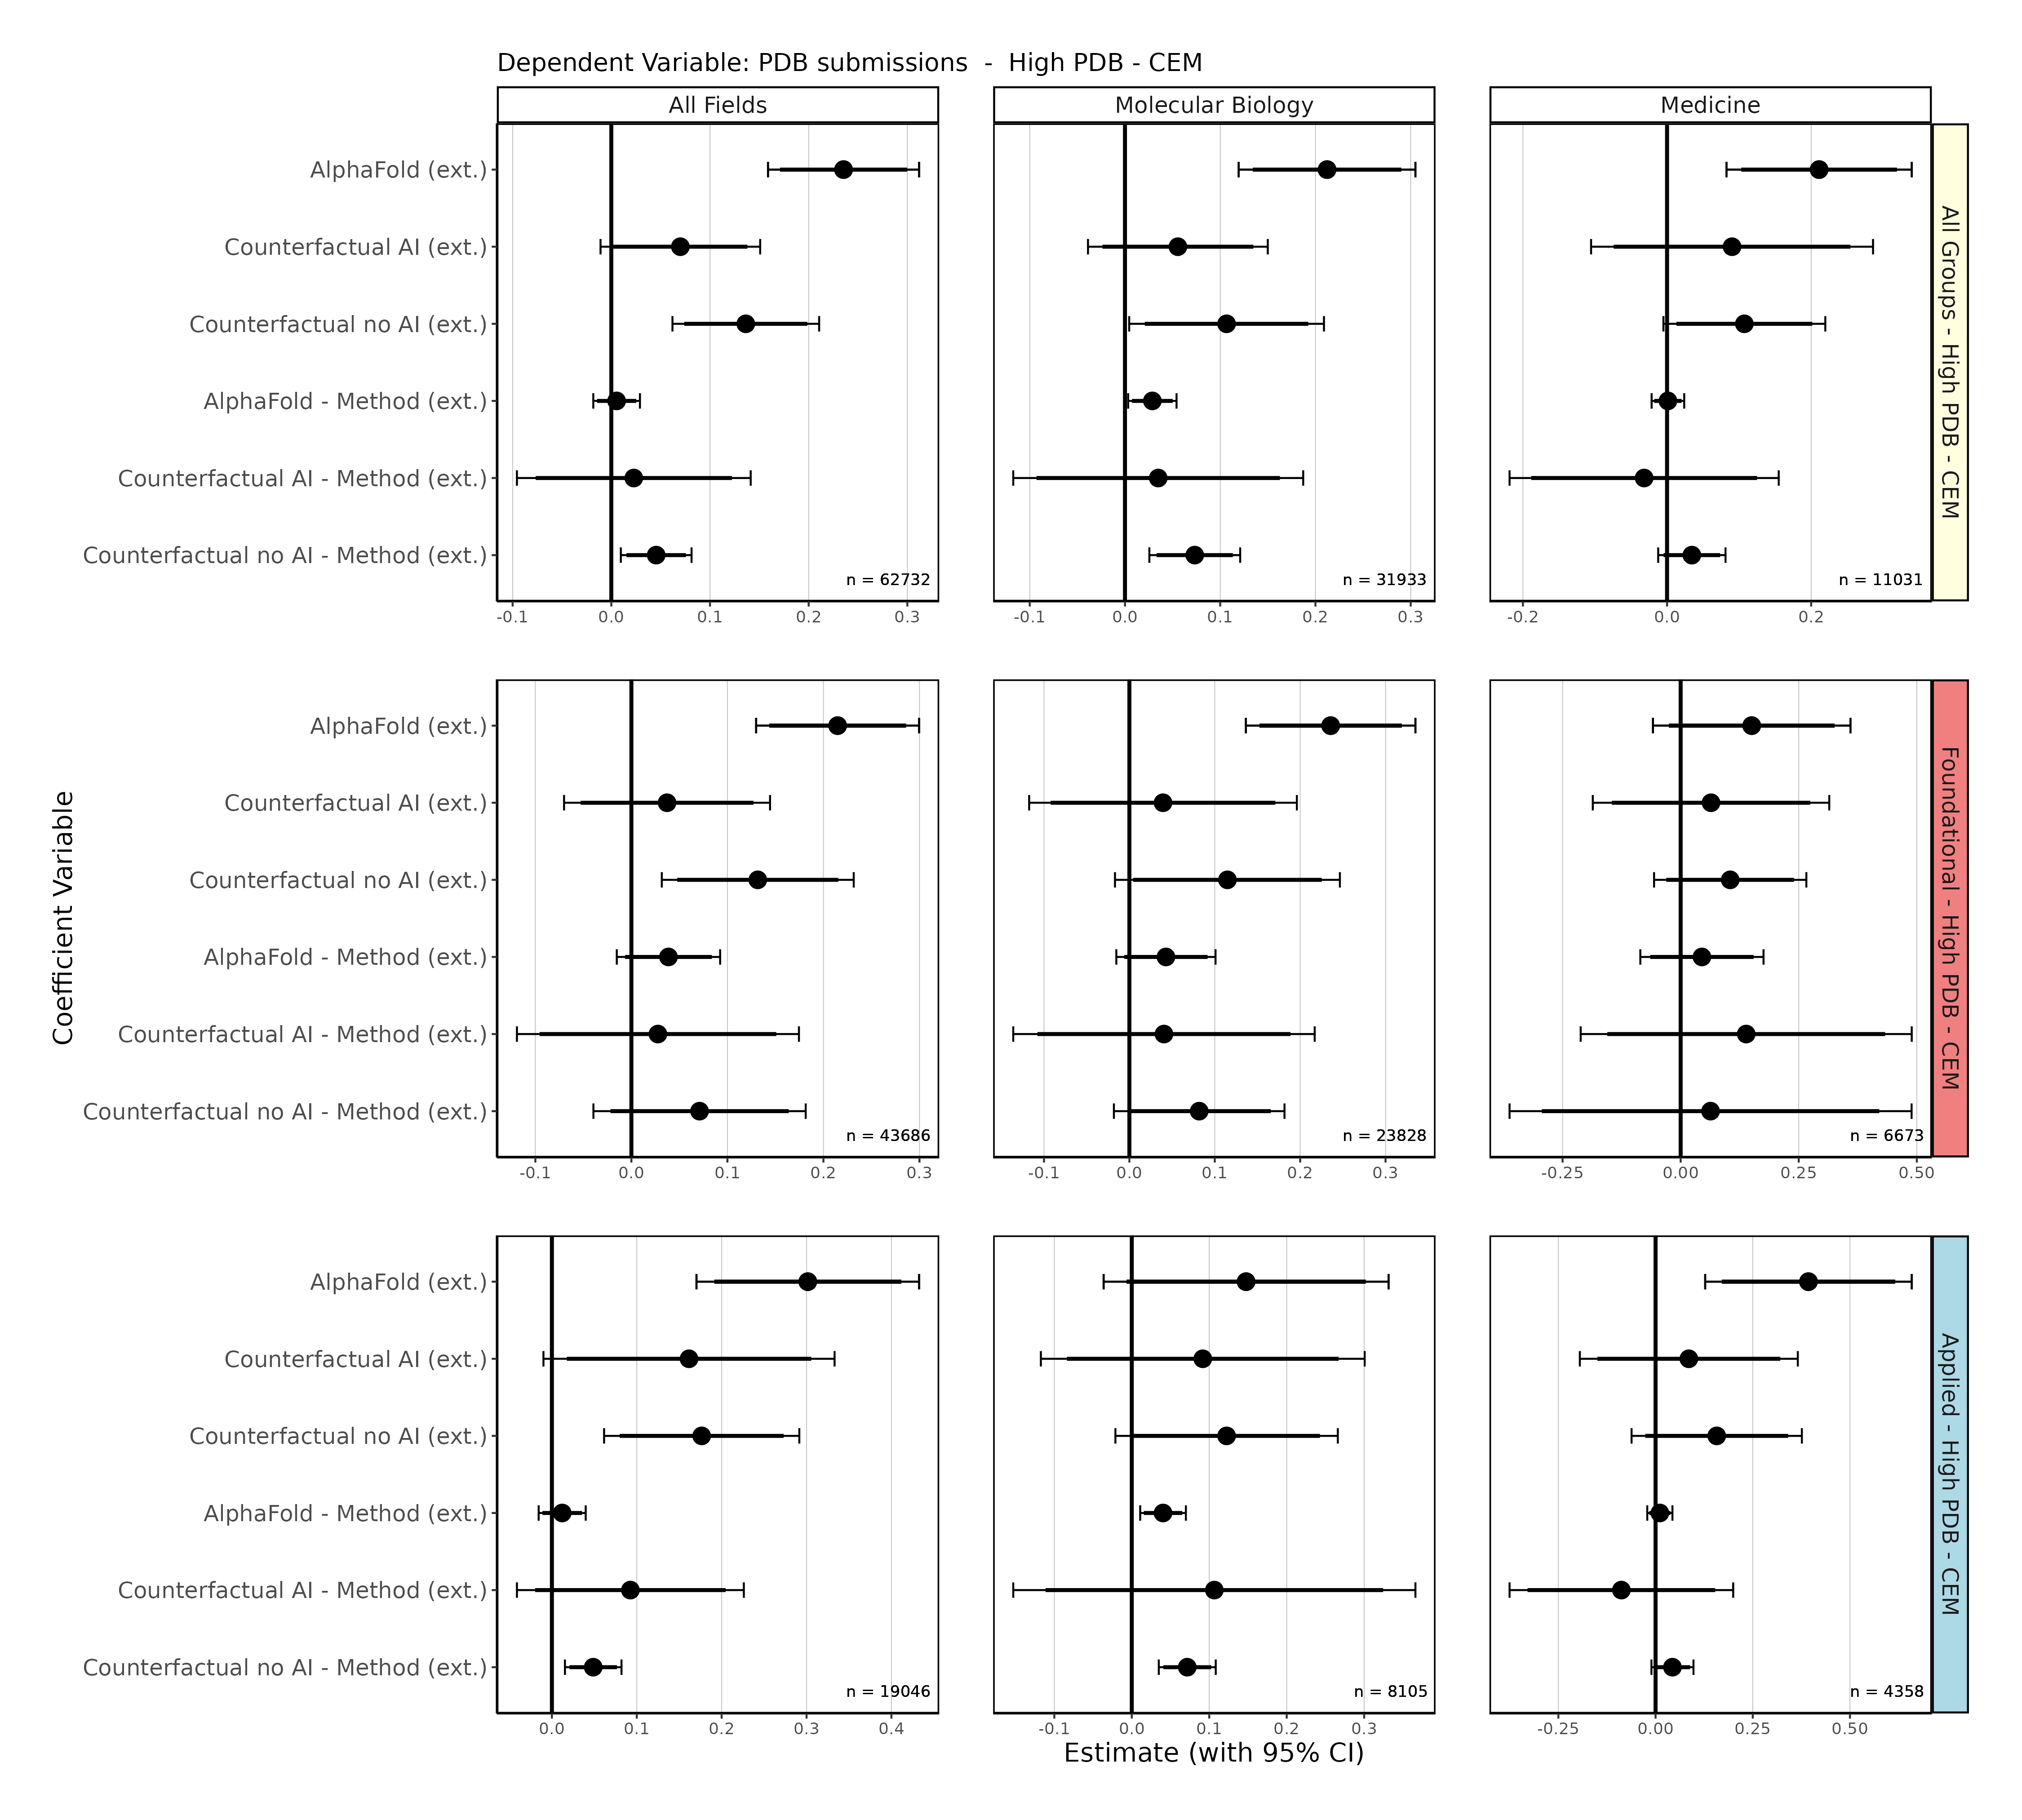 Dependent Variable: PDB submissions - High PDB - CEM
All Fields
Molecular Biology
Medicine
AlphaFold (ext.)
Counterfactual AI (ext.)
Counterfactual no AI (ext.)
AlphaFold - Method (ext.)
Counterfactual AI - Method (ext.)
Counterfactual no AI - Method (ext.)
n = 62732
n = 31933
n = 11031
-0.1 0.0 0.1 0.2 0.3
-0.1 0.0 0.1 0.2 0.3
-0.2 0.0 0.2
All Groups - High PDB - CEM
Coefficient Variable
AlphaFold (ext.)
Counterfactual AI (ext.)
Counterfactual no AI (ext.)
AlphaFold - Method (ext.)
Counterfactual AI - Method (ext.)
Counterfactual no AI - Method (ext.)
n = 43686
n = 23828
n = 6673
-0.1 0.0 0.1 0.2 0.3
-0.1 0.0 0.1 0.2 0.3
-0.25 0.00 0.25 0.50
Foundational - High PDB - CEM
AlphaFold (ext.)
Counterfactual AI (ext.)
Counterfactual no AI (ext.)
AlphaFold - Method (ext.)
Counterfactual AI - Method (ext.)
Counterfactual no AI - Method (ext.)
n = 19046
n = 8105
n = 4358
0.0 0.1 0.2 0.3 0.4
-0.1 0.0 0.1 0.2 0.3
-0.25 0.00 0.25 0.50
Applied - High PDB - CEM
Estimate (with 95% CI)